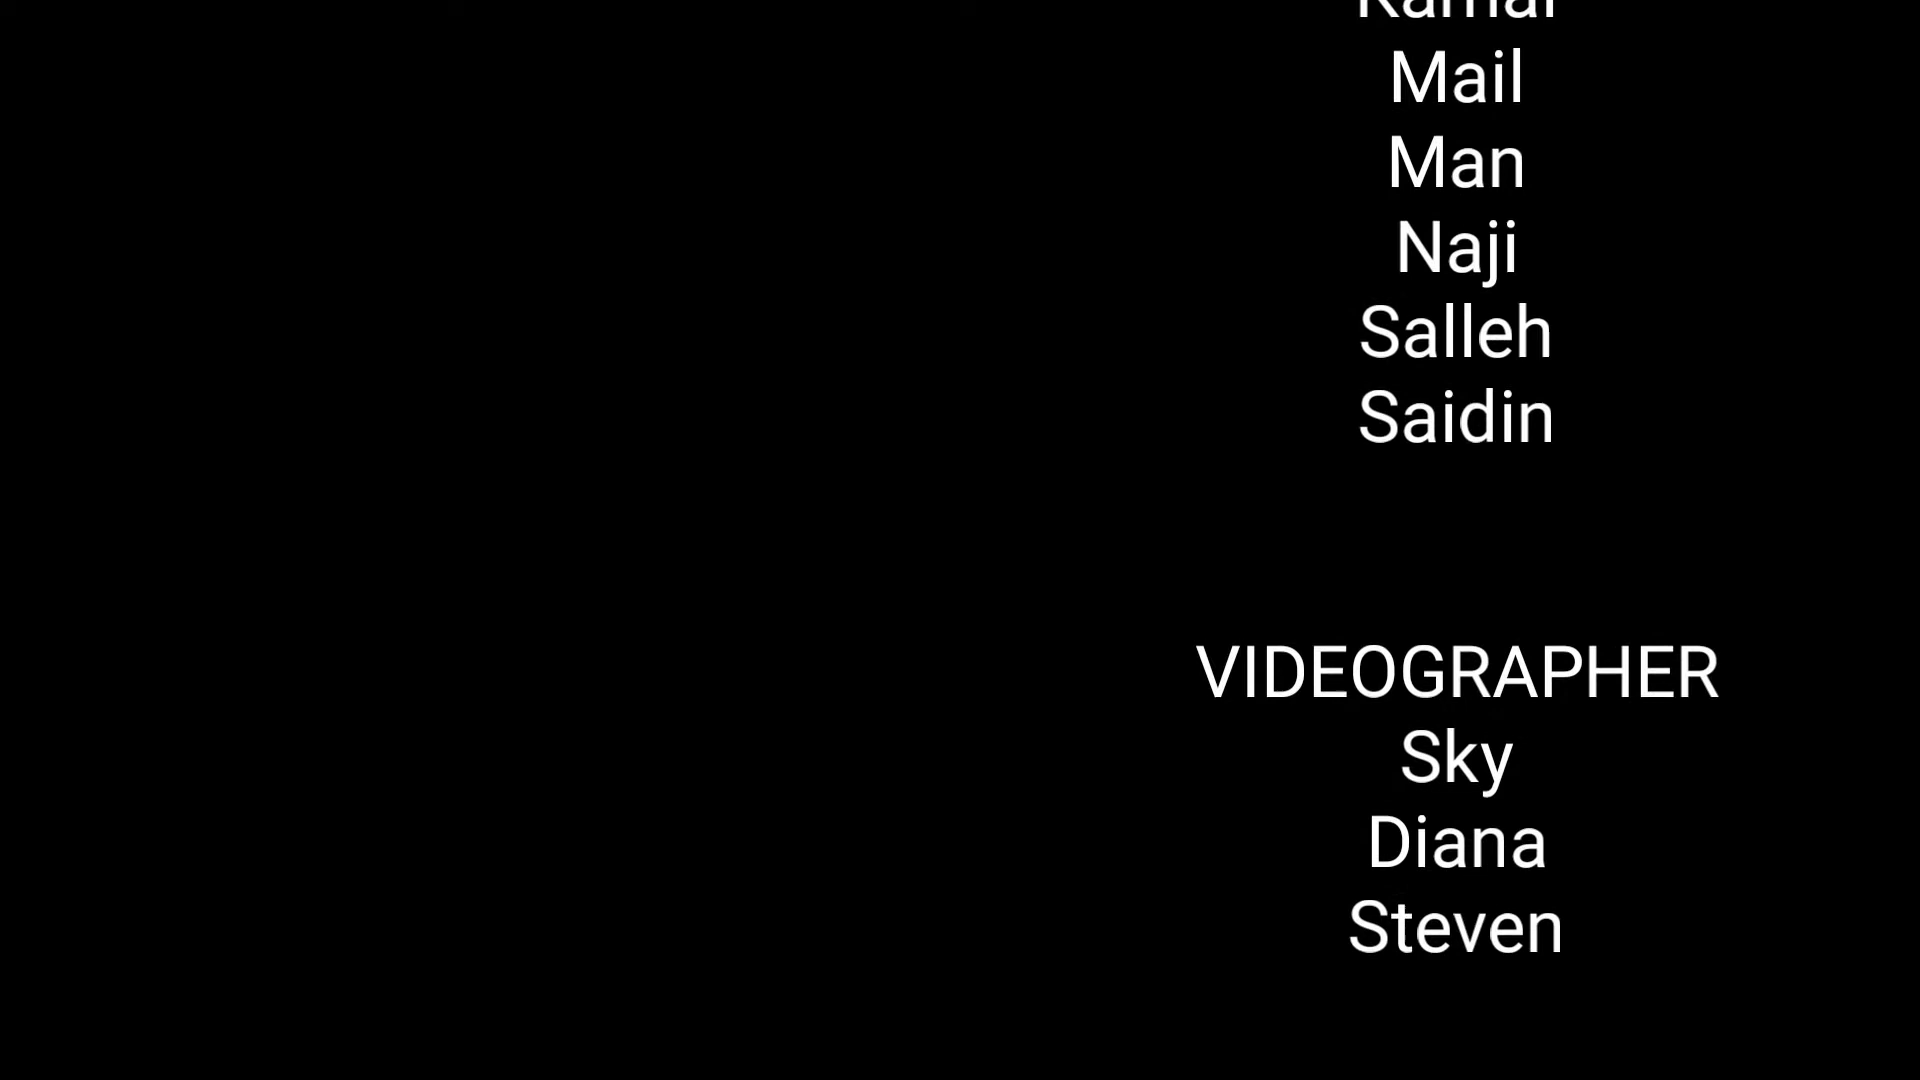 Mail
Man
Naji
Salleh
Saidin
VIDEOGRAPHER
Sky
Diana
Steven